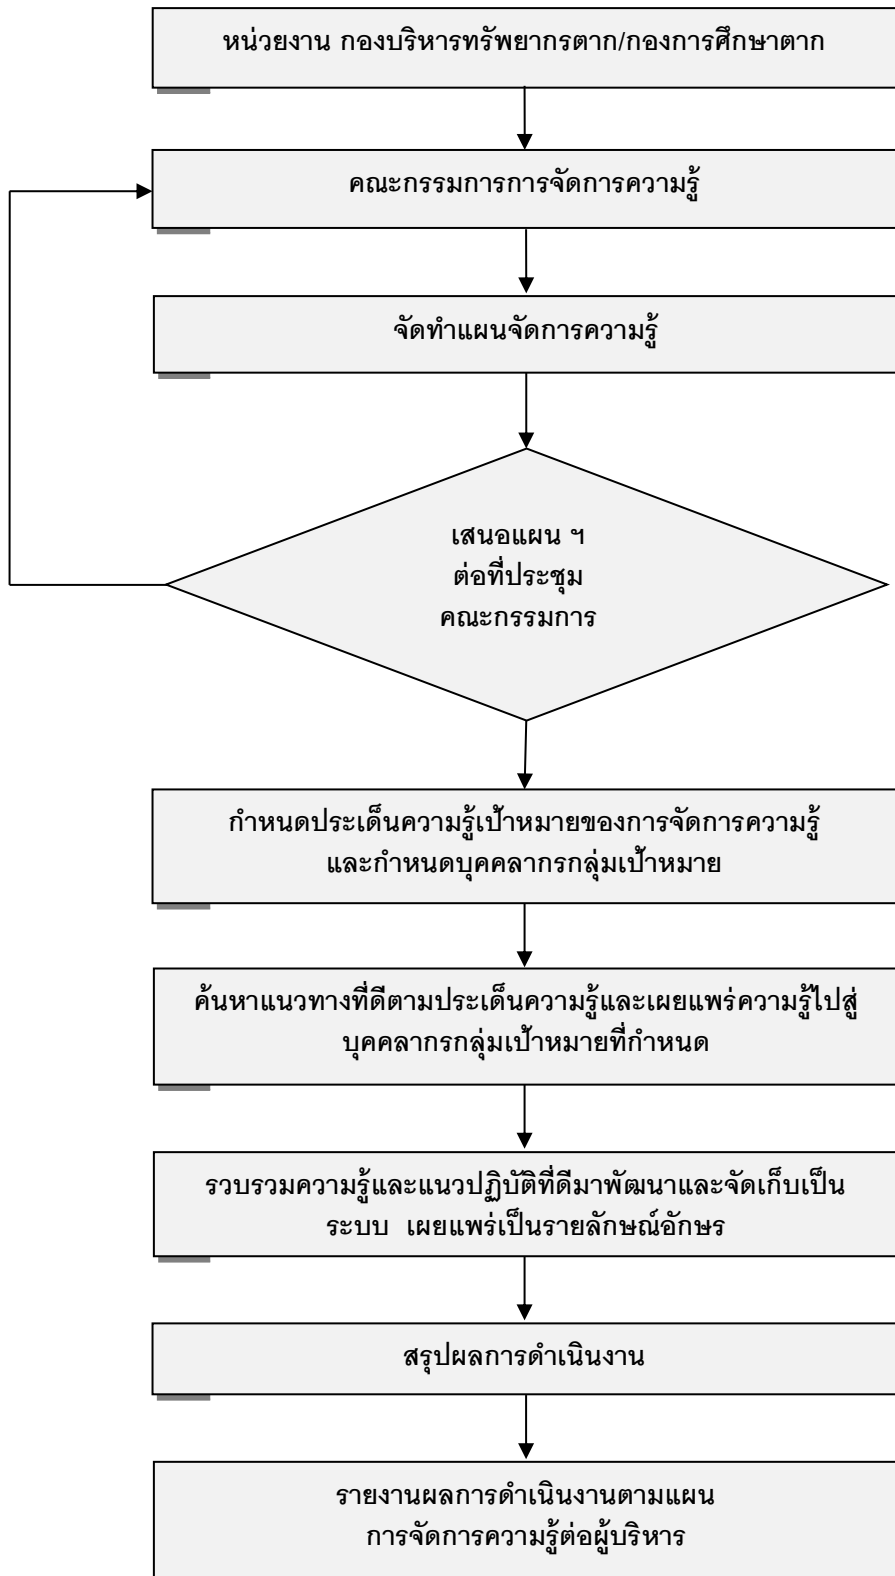 หน่วยงาน กองบริหารทรัพยากรตาก/กองการศึกษาตาก
คณะกรรมการการจัดการความรู้
จัดทำแผนจัดการความรู้
เสนอแผน ฯ
ต่อที่ประชุม
คณะกรรมการ
กำหนดประเด็นความรู้เป้าหมายของการจัดการความรู้
และกำหนดบุคคลากรกลุ่มเป้าหมาย
ค้นหาแนวทางที่ดีตามประเด็นความรู้และเผยแพร่ความรู้ไปสู่
บุคคลากรกลุ่มเป้าหมายที่กำหนด
รวบรวมความรู้และแนวปฏิบัติที่ดีมาพัฒนาและจัดเก็บเป็น
ระบบ เผยแพร่เป็นรายลักษณ์อักษร
สรุปผลการดำเนินงาน
รายงานผลการดำเนินงานตามแผน
การจัดการความรู้ต่อผู้บริหาร